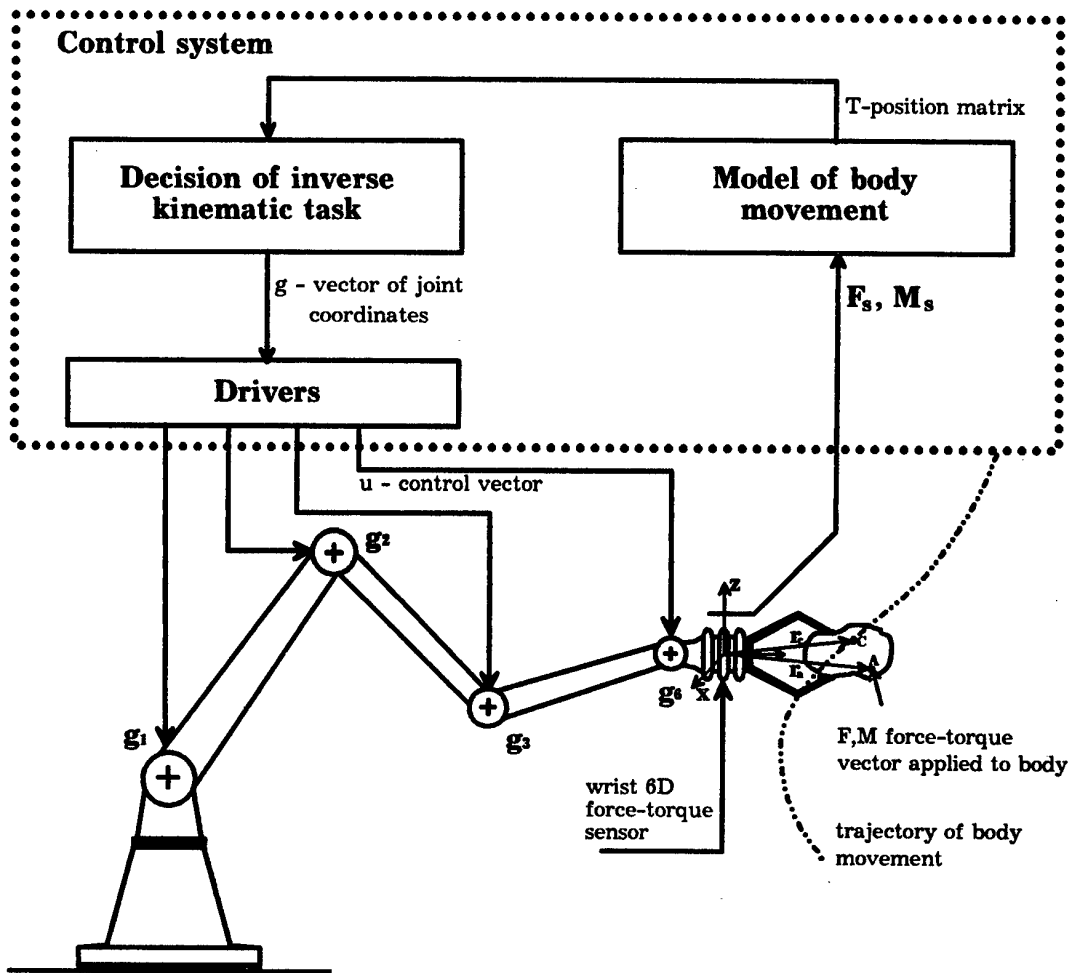 Control system
T-position matrix
Decision of inverse
kinematic task
Model of body
movement
g - vector of joint
coordinates
Fs, Ms
Drivers
u - control vector
g2
z
rc
C
A
ra
g6
x
g1
g3
F,M force-torque
vector applied to body
wrist 6D
force-torque
sensor
trajectory of body
movement